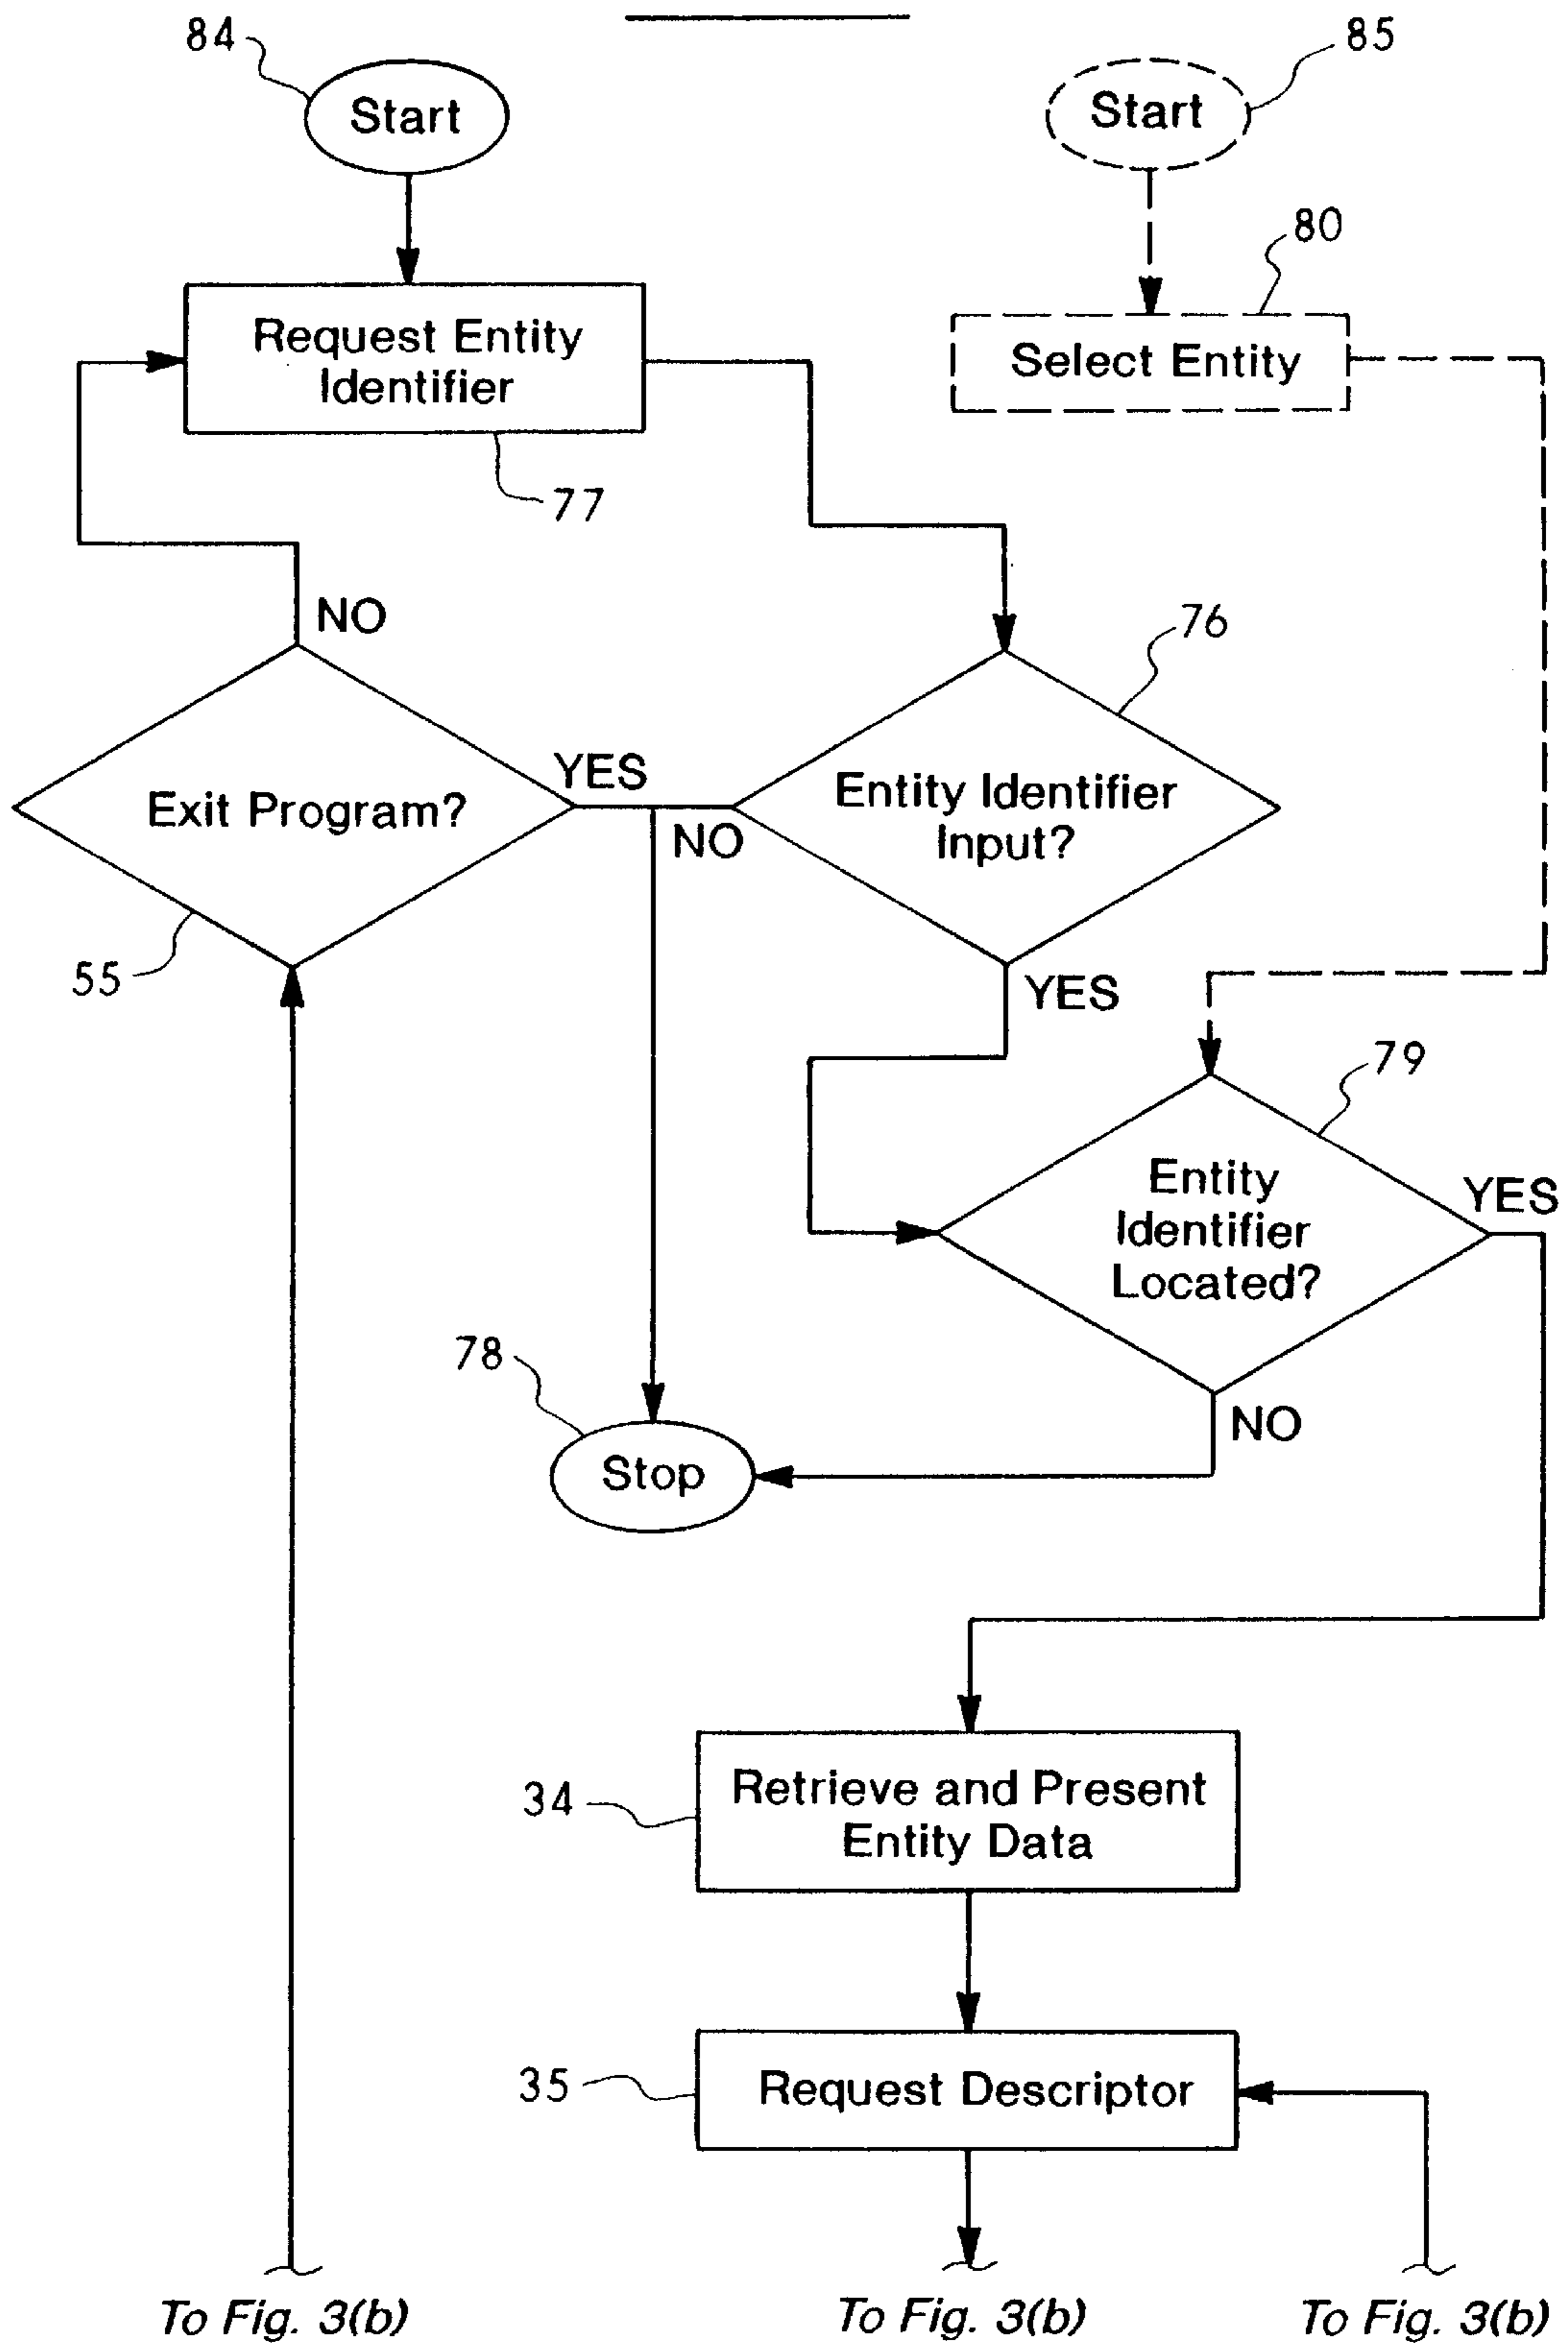 84
85
Start
Start
80
Request Entity
Identifier
Select Entity
77
NO
76
YES
Exit Program?
Entity Identifier
Input?
NO
55
YES
79
Entity
Identifier
Located?
YES
78
NO
Stop
34
Retrieve and Present
Entity Data
35
Request Descriptor
To Fig. 3(b)
To Fig. 3(b)
To Fig. 3(b)